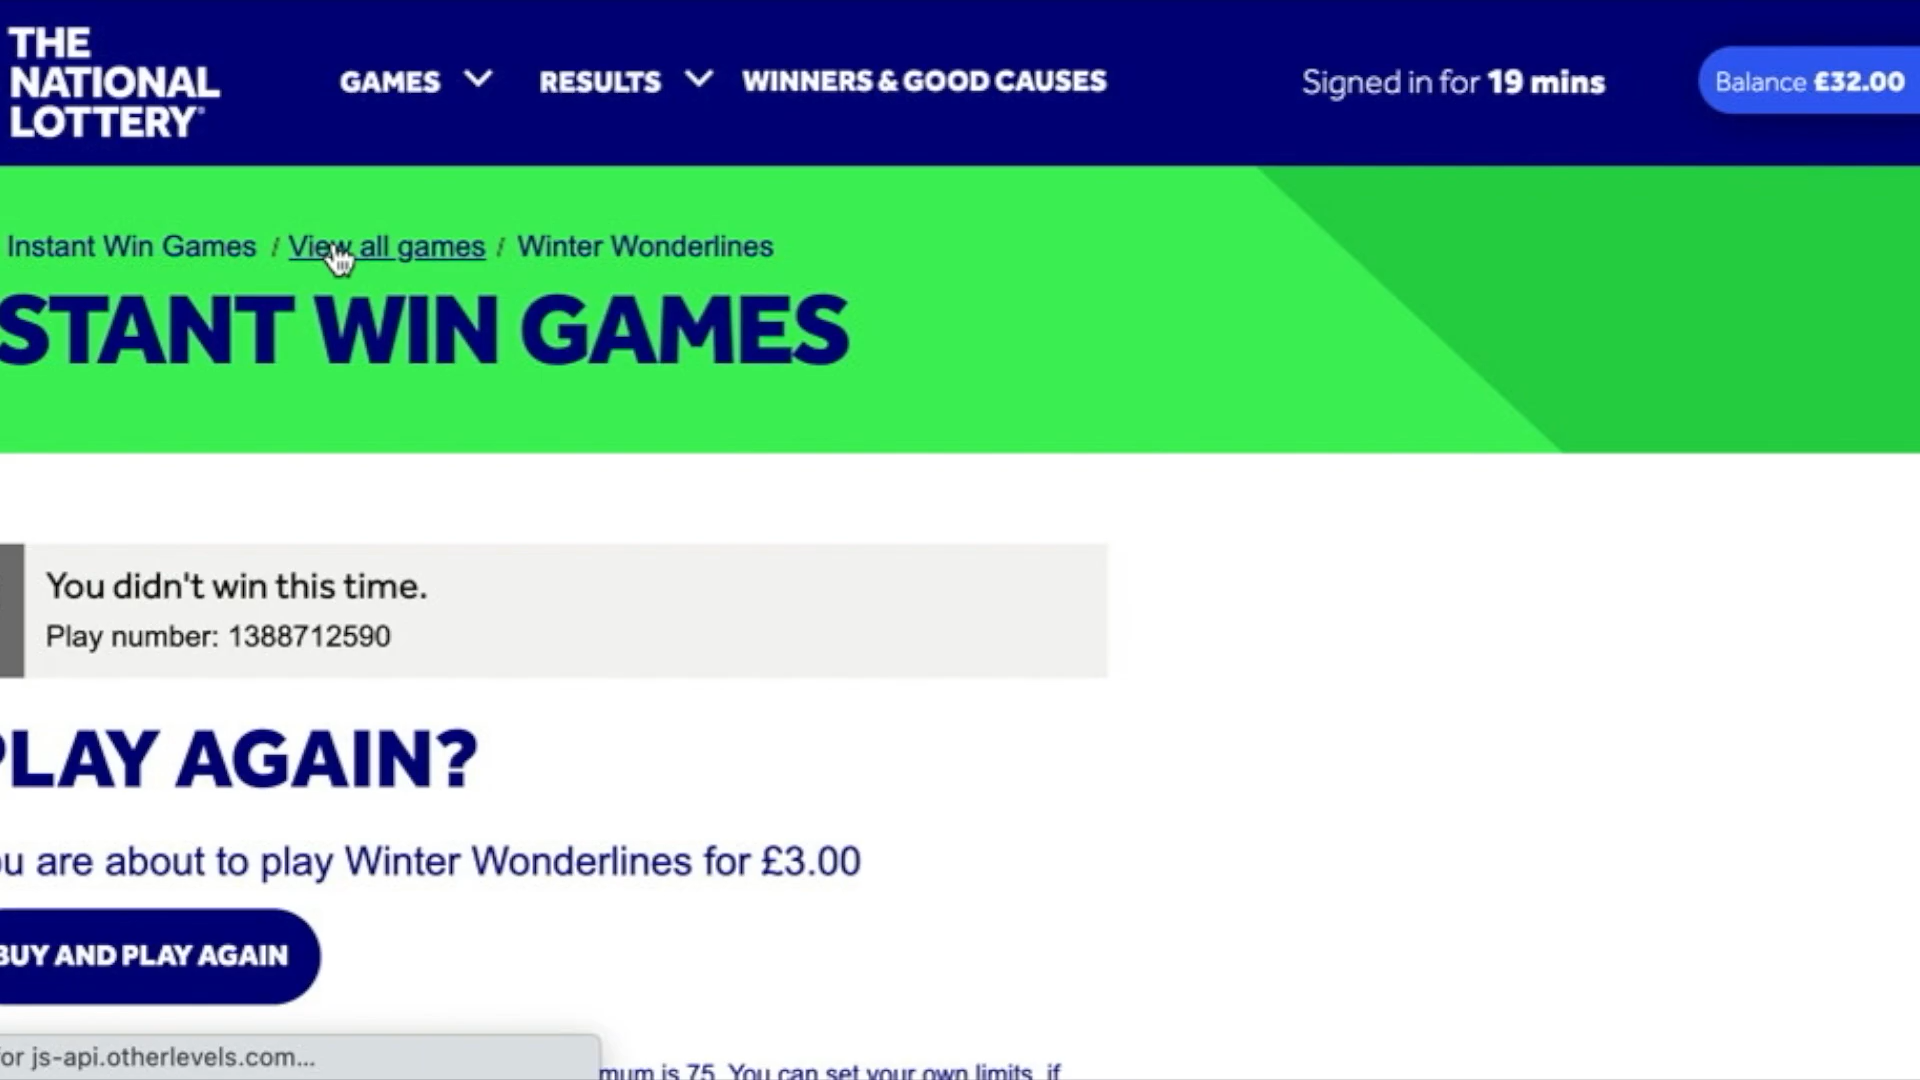 THE
NATIONAL
LOTTERY
GAMES RESULTS WINNERS & GOOD CAUSES Signed in for 19 mins Balance £32.00
Instant Win Games / View all games / Winter Wonderlines
STANT WIN GAMES
You didn't win this time.
Play number: 1388712590
PLAY AGAIN?
ou are about to play Winter Wonderlines for £3.00
BUY AND PLAY AGAIN
for js-api.otherlevels.com...
mum is 75. You can set your own limits, if